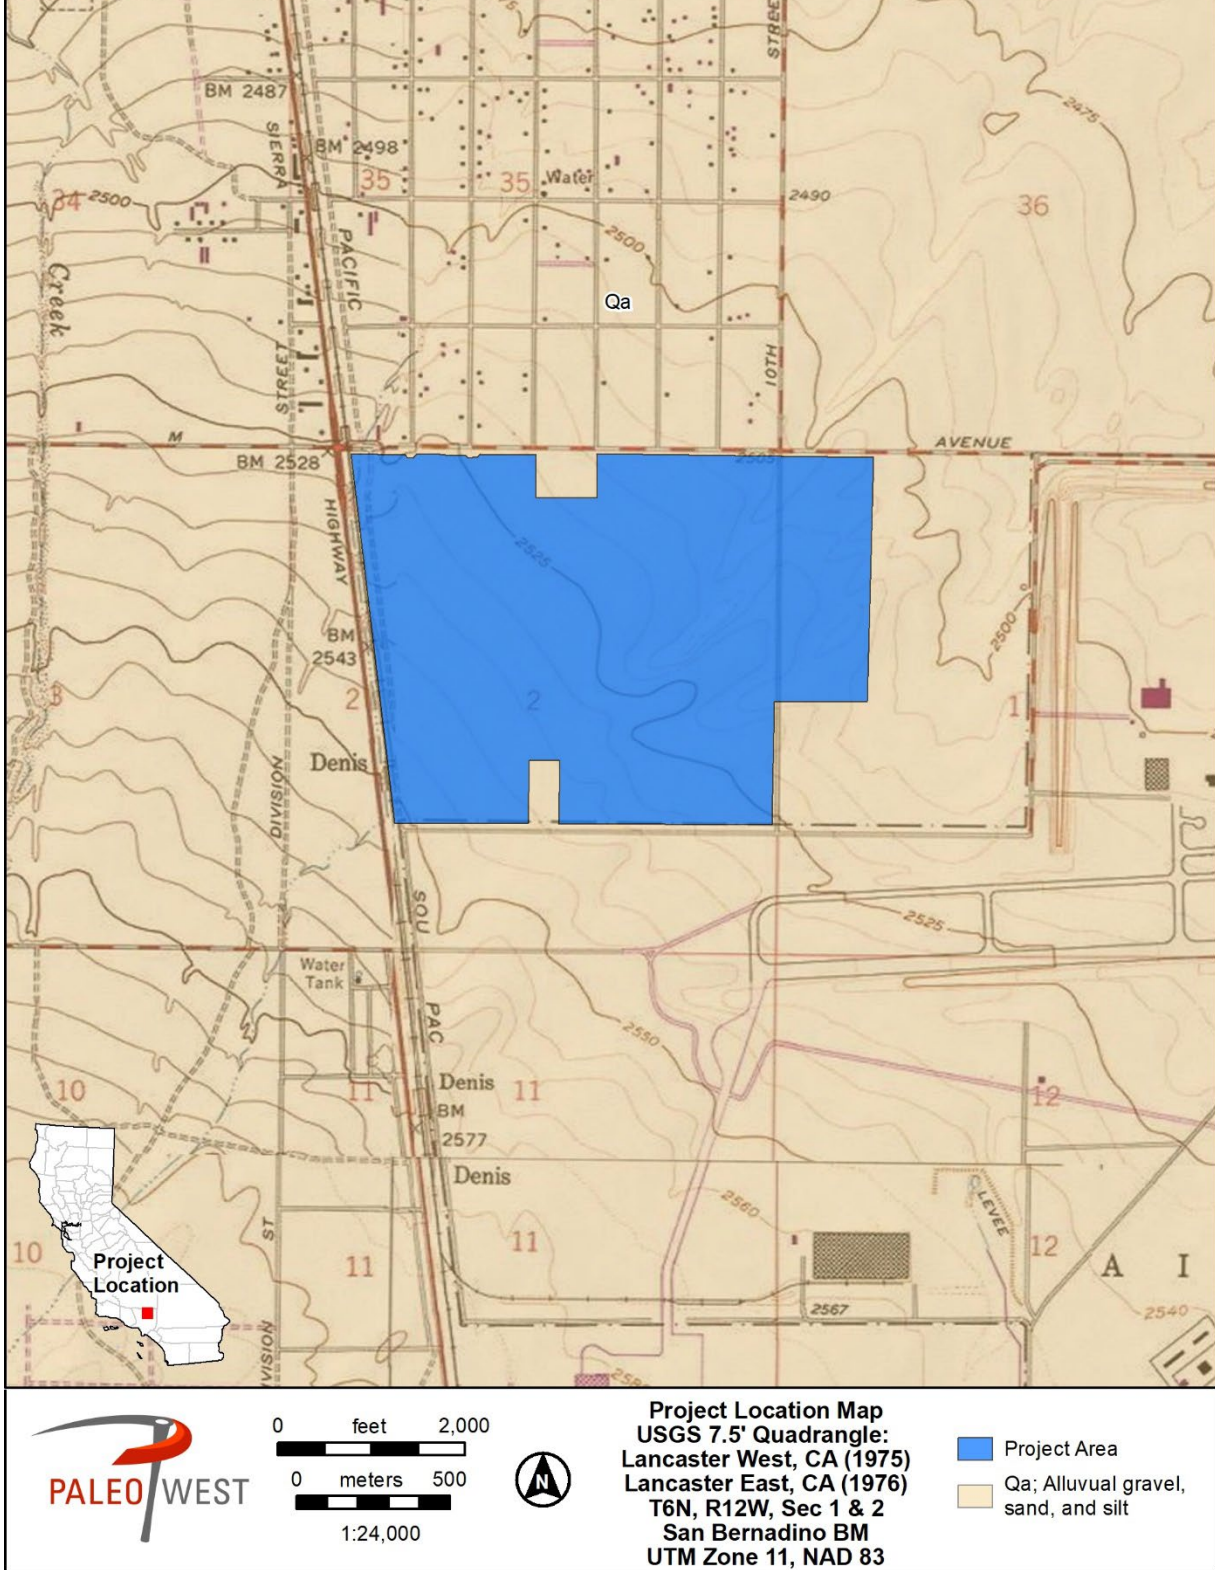 2475
STREET
BM 2487
2475
SIERRA
BM 2498
35
35
Water
34
2500
2490
36
PACIFIC
2500
Creek
Qa
STREET
10TH
M
AVENUE
BM 2528
2505
HIGHWAY
2525
BM
2543
2500
3
2
2
1
Denis
DIVISION
SOU
2525
Water
Tank
PAC
2550
10
11
Denis
11
12
BM
2577
Denis
2560
LEVEE
ST
10
11
11
12
A I
Project
Location
2567
2540
VISION
PALEO WEST
0 feet 2,000
0 meters 500
1:24,000
N
Project Location Map
USGS 7.5' Quadrangle:
Lancaster West, CA (1975)
Lancaster East, CA (1976)
T6N, R12W, Sec 1 & 2
San Bernadino BM
UTM Zone 11, NAD 83
Project Area
Qa; Alluvual gravel,
sand, and silt